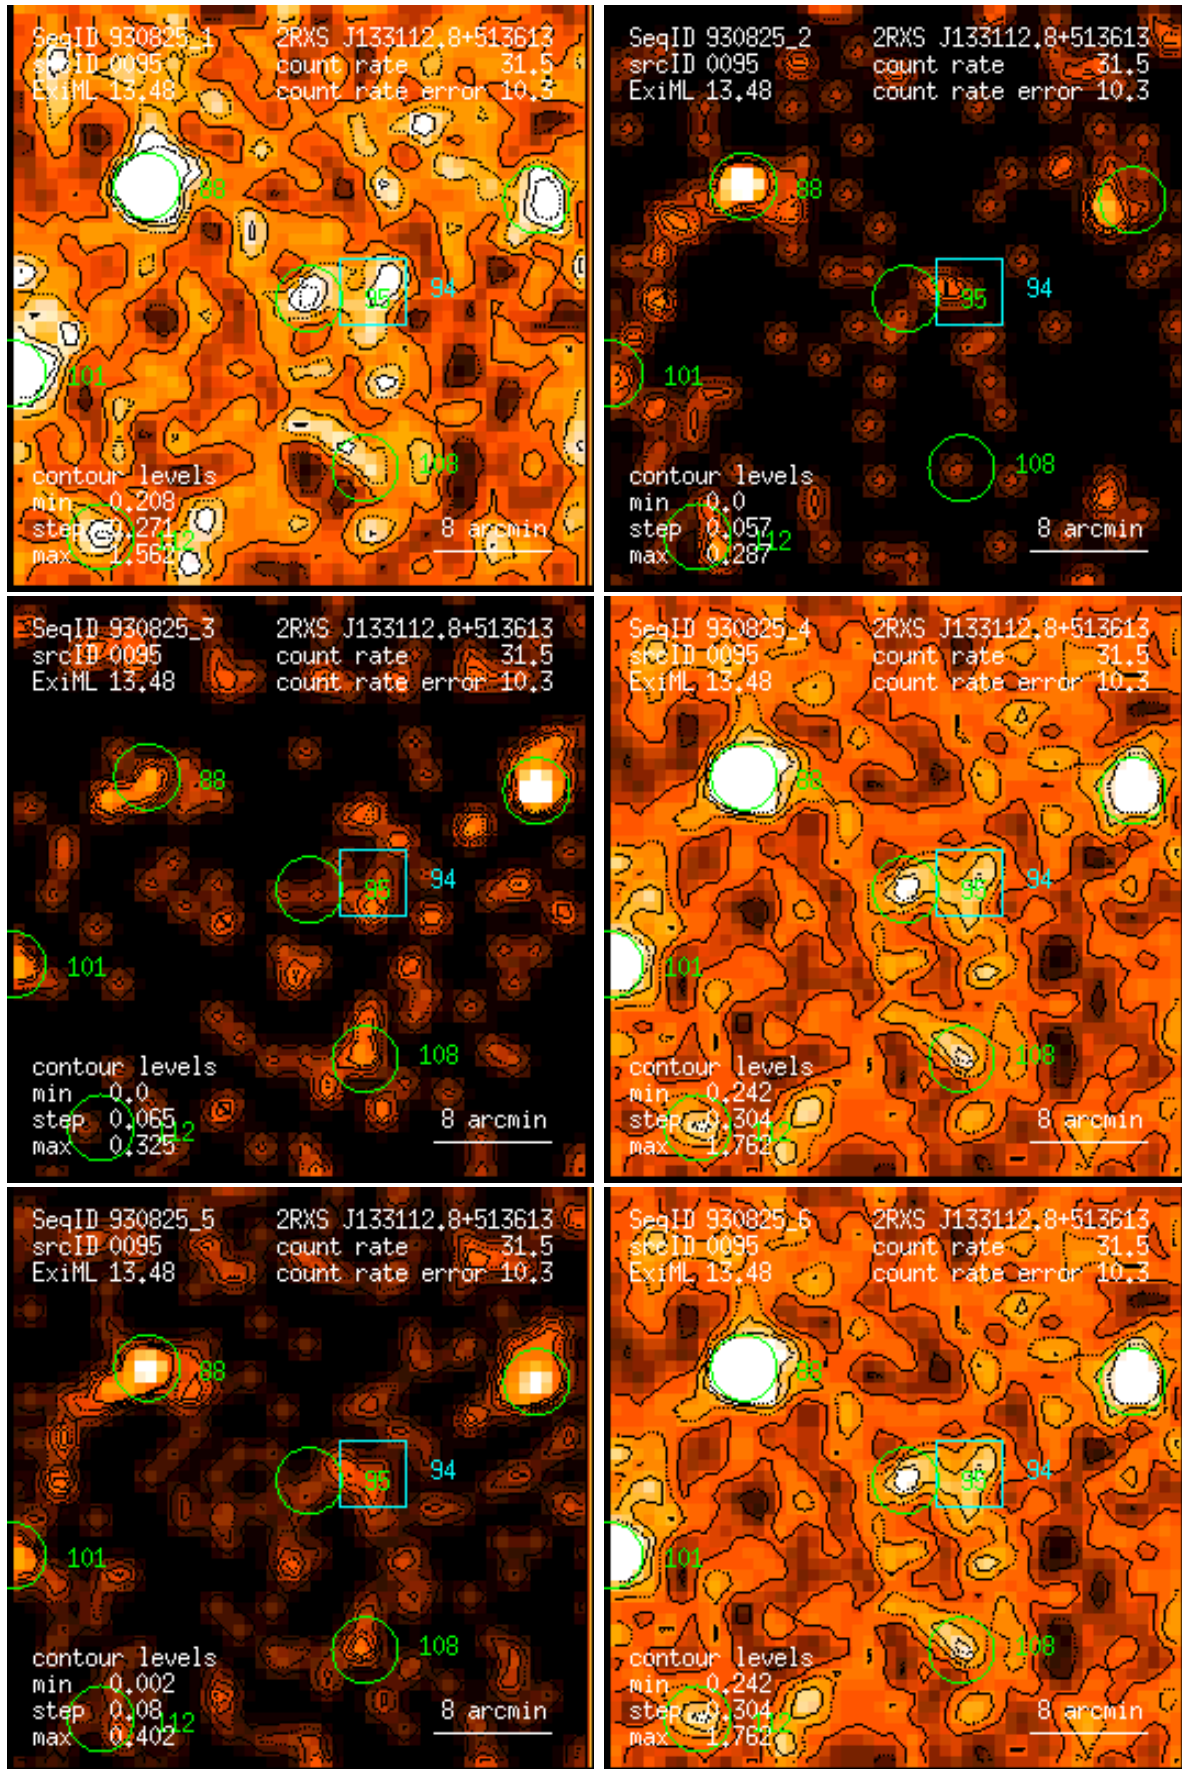 SeqID 930825_1 2RXS J133112.8+513613
srcID 0095 count rate 31.5
ExiML 13.48 count rate error 10.3
88
94
95
101
108
contour levels
min 0.208
step 0.271 8 arcmin
112
max 1.562
SeqID 930825_2 2RXS J133112.8+513613
srcID 0095 count rate 31.5
ExiML 13.48 count rate error 10.3
88
94
95
101
108
contour levels
min 0.0
step 0.057 8 arcmin
112
max 0.287
SeqID 930825_3 2RXS J133112.8+513613
srcID 0095 count rate 31.5
ExiML 13.48 count rate error 10.3
88
94
95
101
108
contour levels
min 0.0
step 0.065 8 arcmin
112
max 0.325
SeqID 930825_4 2RXS J133112.8+513613
srcID 0095 count rate 31.5
ExiML 13.48 count rate error 10.3
88
94
95
101
108
contour levels
min 0.242
step 0.304 8 arcmin
112
max 1.762
SeqID 930825_5 2RXS J133112.8+513613
srcID 0095 count rate 31.5
ExiML 13.48 count rate error 10.3
88
94
95
101
108
contour levels
min 0.002
step 0.08 8 arcmin
112
max 0.402
SeqID 930825_6 2RXS J133112.8+513613
srcID 0095 count rate 31.5
ExiML 13.48 count rate error 10.3
88
94
95
101
108
contour levels
min 0.242
step 0.304 8 arcmin
112
max 1.762